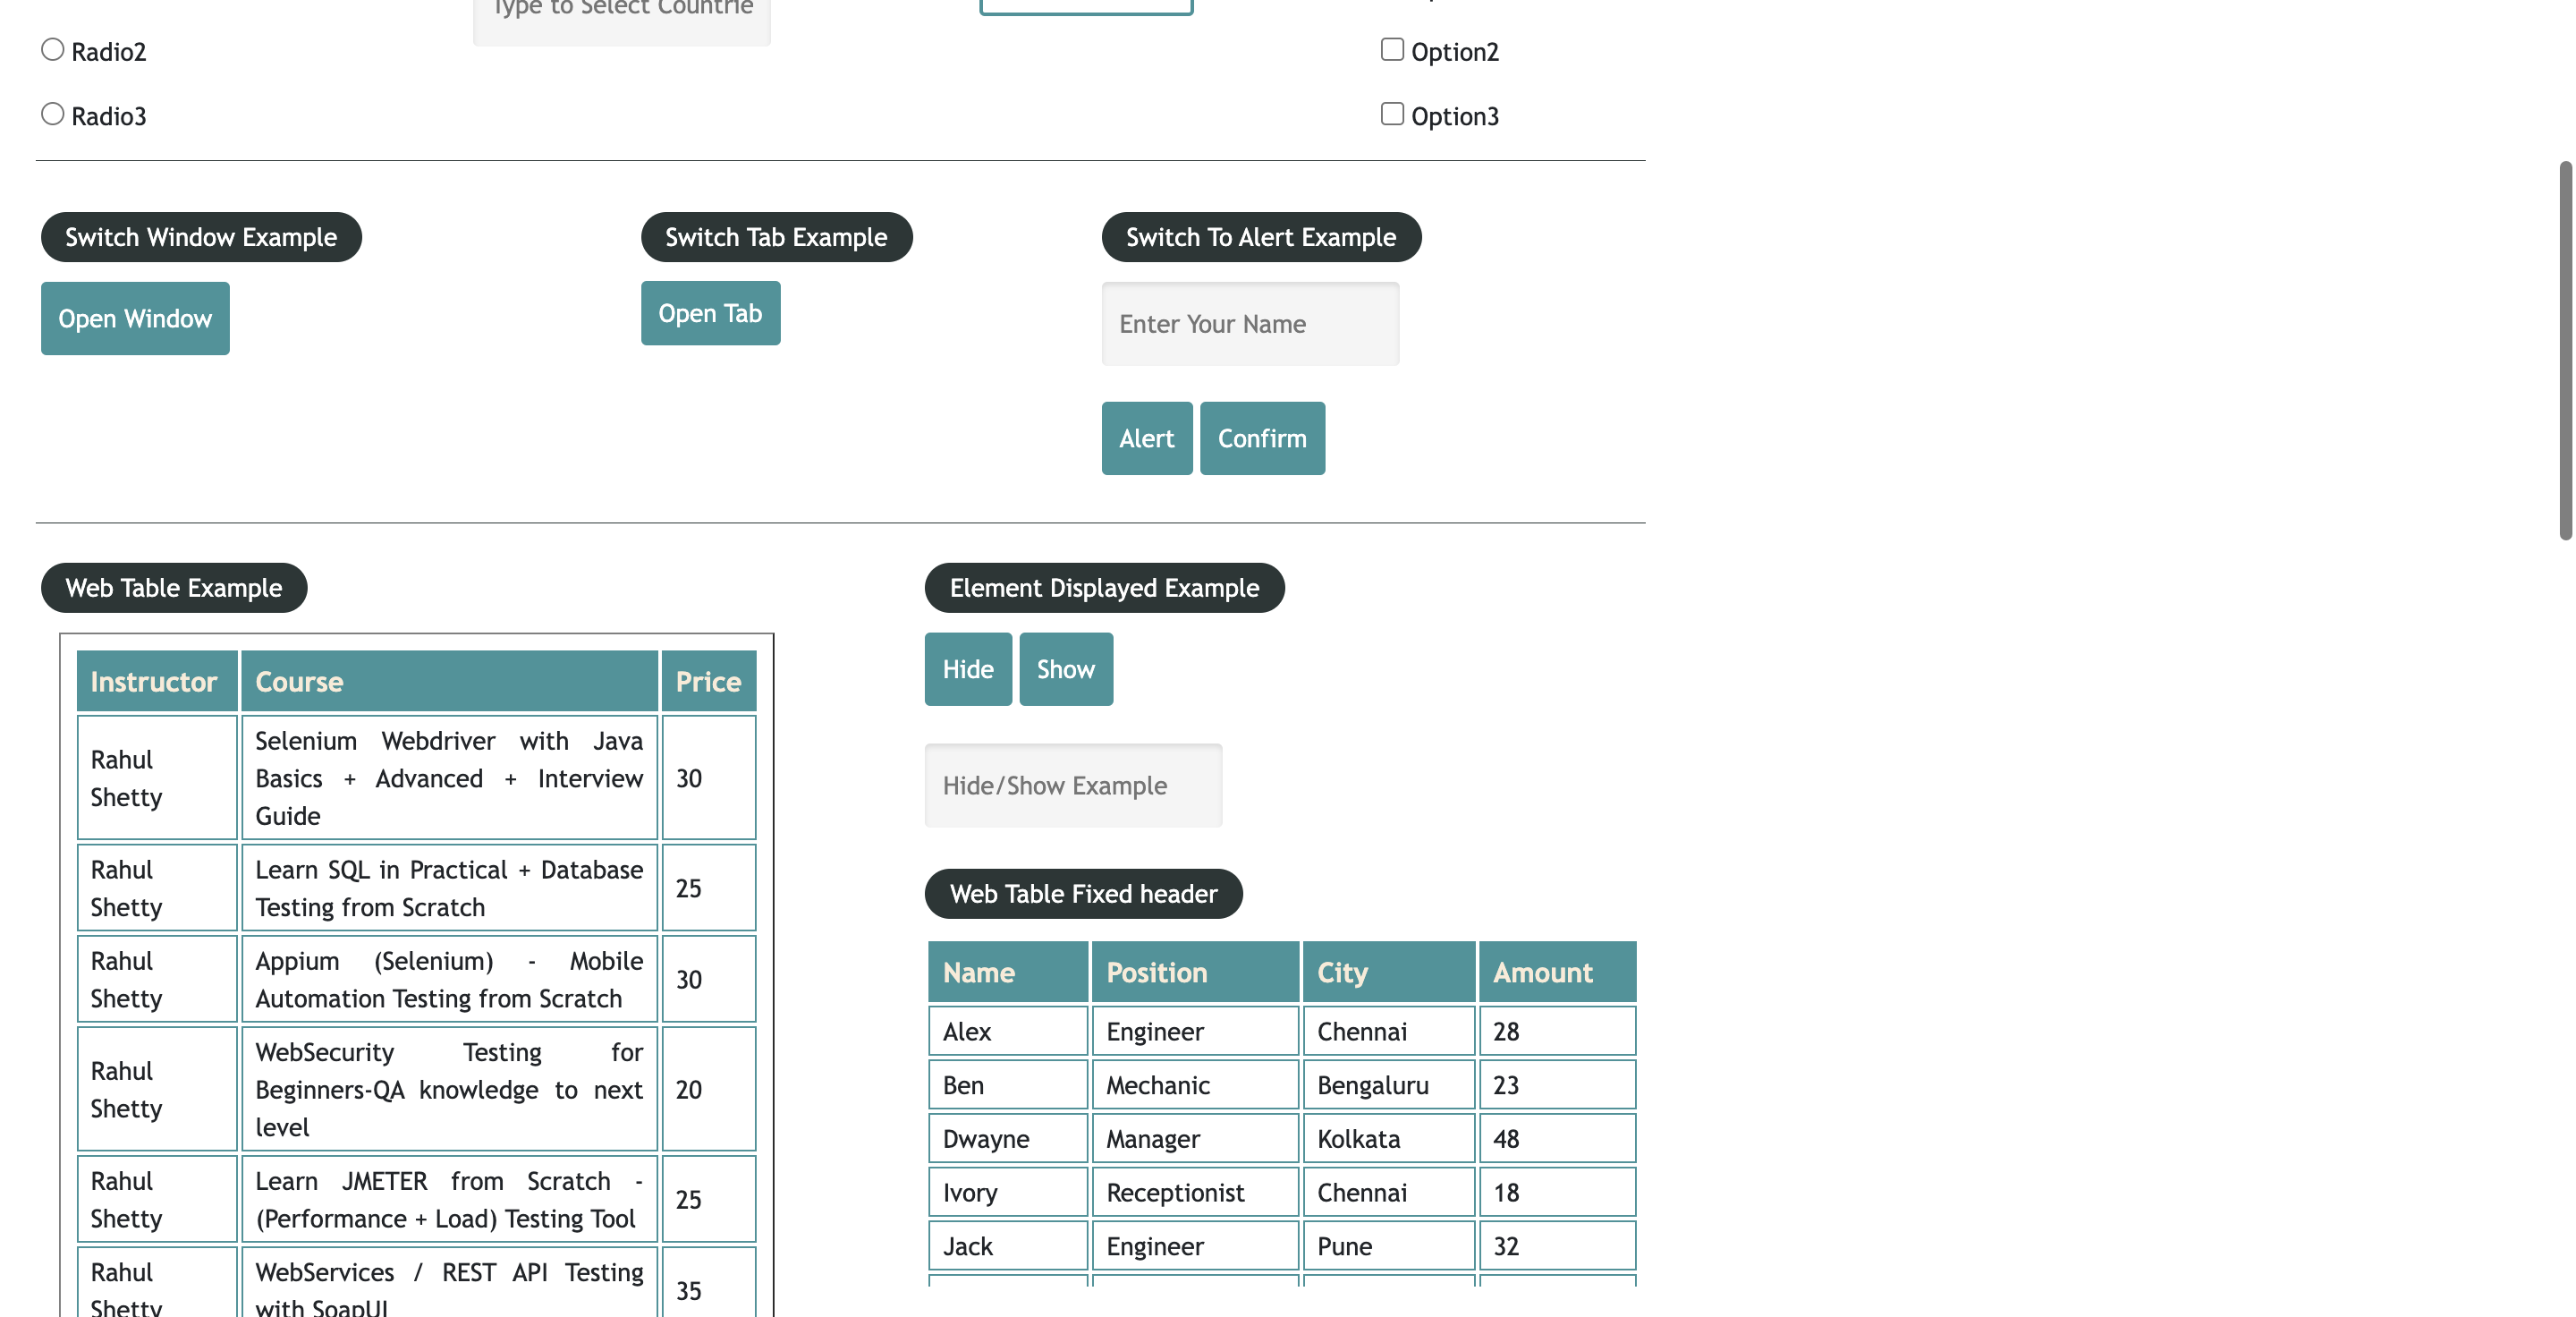 Type to Select Countrie
Radio2
Option2
Radio3
Option3
Switch Window Example
Switch Tab Example
Switch To Alert Example
Open Window
Open Tab
Enter Your Name
Alert
Confirm
Web Table Example
Instructor Course Price
Rahul Shetty
Selenium Webdriver with Java
Basics + Advanced + Interview
Guide
30
Rahul Shetty
Learn SQL in Practical + Database
Testing from Scratch
25
Rahul Shetty
Appium (Selenium) - Mobile
Automation Testing from Scratch
30
Rahul Shetty
WebSecurity Testing for
Beginners-QA knowledge to next
level
20
Rahul Shetty
Learn JMETER from Scratch -
(Performance + Load) Testing Tool
25
Rahul Shetty
WebServices / REST API Testing
with SoapUI
35
Element Displayed Example
Hide
Show
Hide/Show Example
Web Table Fixed header
Name Position City Amount
Alex Engineer Chennai 28
Ben Mechanic Bengaluru 23
Dwayne Manager Kolkata 48
Ivory Receptionist Chennai 18
Jack Engineer Pune 32